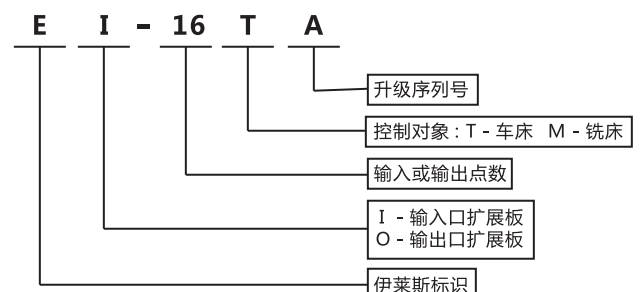 E I - 16 T A
升级序列号
控制对象：T - 车床 M - 铣床
输入或输出点数
I - 输入口扩展板
O - 输出口扩展板
伊莱斯标识